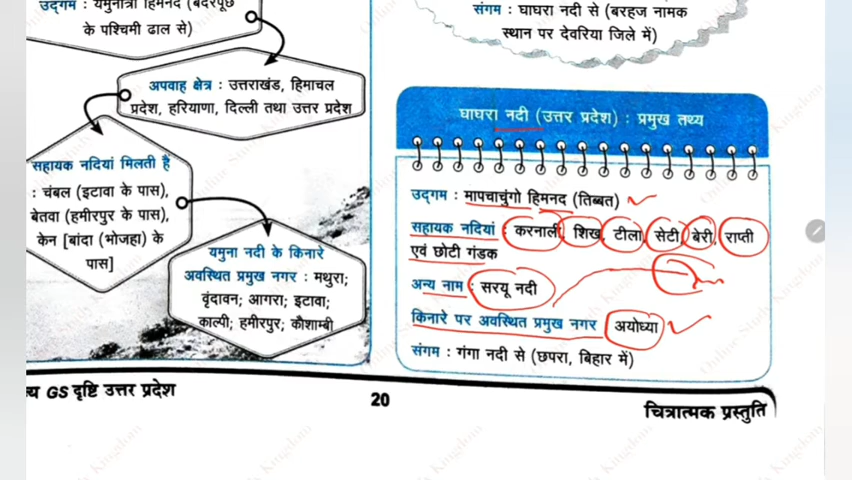 उद्गम : यमुनोत्री हिमनद (बंदरपूँछ
के पश्चिमी ढाल से)
अपवाह क्षेत्र : उत्तराखंड, हिमाचल
प्रदेश, हरियाणा, दिल्ली तथा उत्तर प्रदेश
सहायक नदियां मिलती हैं
: चंबल (इटावा के पास),
बेतवा (हमीरपुर के पास),
केन [बांदा (भोजहा) के
पास]
यमुना नदी के किनारे
अवस्थित प्रमुख नगर : मथुरा;
वृंदावन; आगरा; इटावा;
काल्पी; हमीरपुर; कौशाम्बी
संगम : घाघरा नदी से (बरहज नामक
स्थान पर देवरिया जिले में)
घाघरा नदी (उत्तर प्रदेश) : प्रमुख तथ्य
उद्गम : मापचाचुंगो हिमनद (तिब्बत)
सहायक नदियां : करनाली शिख, टीला, सेटी, बेरी, राप्ती
एवं छोटी गंडक
अन्य नाम : सरयू नदी
किनारे पर अवस्थित प्रमुख नगर अयोध्या
संगम : गंगा नदी से (छपरा, बिहार में)
य GS दृष्टि उत्तर प्रदेश
20
चित्रात्मक प्रस्तुति
Online Study Kingdom